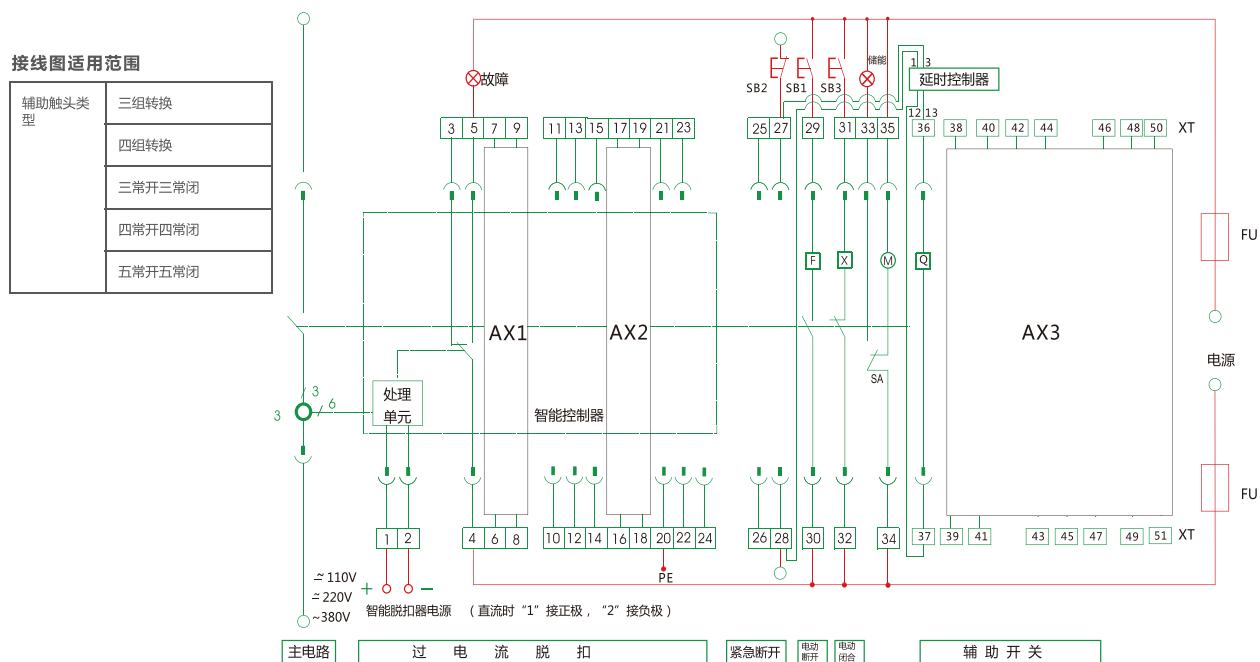 接线图适用范围
辅助触头类型
三组转换
四组转换
三常开三常闭
四常开四常闭
五常开五常闭
故障
储能
1 3
延时控制器
SB2 SB1 SB3
12 13
3 5 7 9 11 13 15 17 19 21 23 25 27 29 31 33 35 36 38 40 42 44 46 48 50 XT
FU
F X M Q
AX1 AX2 AX3
电源
SA
3
3 6
处理单元
智能控制器
FU
1 2 4 6 8 10 12 14 16 18 20 22 24 26 28 30 32 34 37 39 41 43 45 47 49 51 XT
PE
≃110V
≃220V
~380V
+ −
智能脱扣器电源 （直流时“1”接正极，“2”接负极）
主电路
过电流脱扣
紧急断开
电动断开
电动闭合
辅助开关